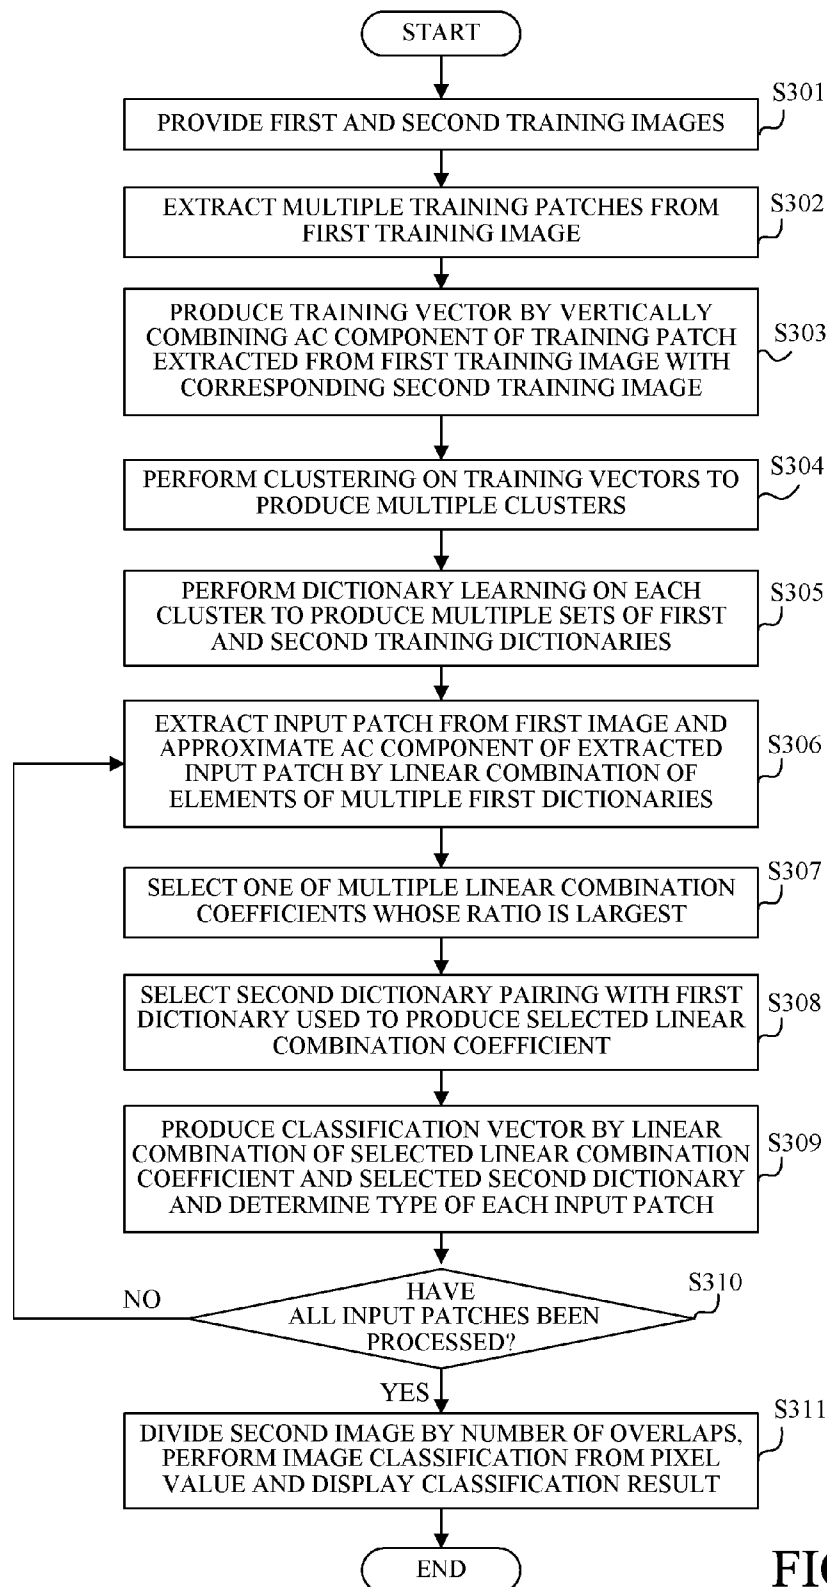 START
S301
PROVIDE FIRST AND SECOND TRAINING IMAGES
S302
EXTRACT MULTIPLE TRAINING PATCHES FROM
FIRST TRAINING IMAGE
S303
PRODUCE TRAINING VECTOR BY VERTICALLY
COMBINING AC COMPONENT OF TRAINING PATCH
EXTRACTED FROM FIRST TRAINING IMAGE WITH
CORRESPONDING SECOND TRAINING IMAGE
S304
PERFORM CLUSTERING ON TRAINING VECTORS TO
PRODUCE MULTIPLE CLUSTERS
S305
PERFORM DICTIONARY LEARNING ON EACH
CLUSTER TO PRODUCE MULTIPLE SETS OF FIRST
AND SECOND TRAINING DICTIONARIES
S306
EXTRACT INPUT PATCH FROM FIRST IMAGE AND
APPROXIMATE AC COMPONENT OF EXTRACTED
INPUT PATCH BY LINEAR COMBINATION OF
ELEMENTS OF MULTIPLE FIRST DICTIONARIES
S307
SELECT ONE OF MULTIPLE LINEAR COMBINATION
COEFFICIENTS WHOSE RATIO IS LARGEST
S308
SELECT SECOND DICTIONARY PAIRING WITH FIRST
DICTIONARY USED TO PRODUCE SELECTED LINEAR
COMBINATION COEFFICIENT
S309
PRODUCE CLASSIFICATION VECTOR BY LINEAR
COMBINATION OF SELECTED LINEAR COMBINATION
COEFFICIENT AND SELECTED SECOND DICTIONARY
AND DETERMINE TYPE OF EACH INPUT PATCH
S310
HAVE
ALL INPUT PATCHES BEEN
PROCESSED?
NO
YES
S311
DIVIDE SECOND IMAGE BY NUMBER OF OVERLAPS,
PERFORM IMAGE CLASSIFICATION FROM PIXEL
VALUE AND DISPLAY CLASSIFICATION RESULT
END